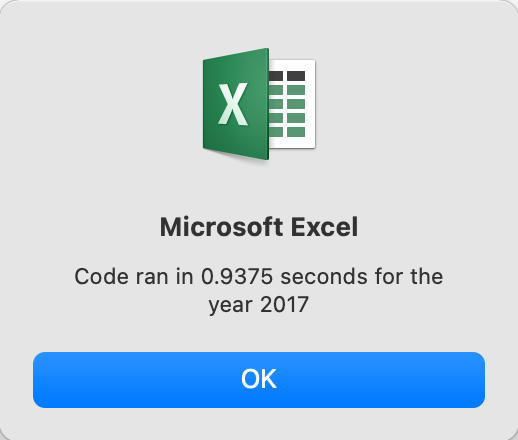 X
Microsoft Excel
Code ran in 0.9375 seconds for the
year 2017
OK